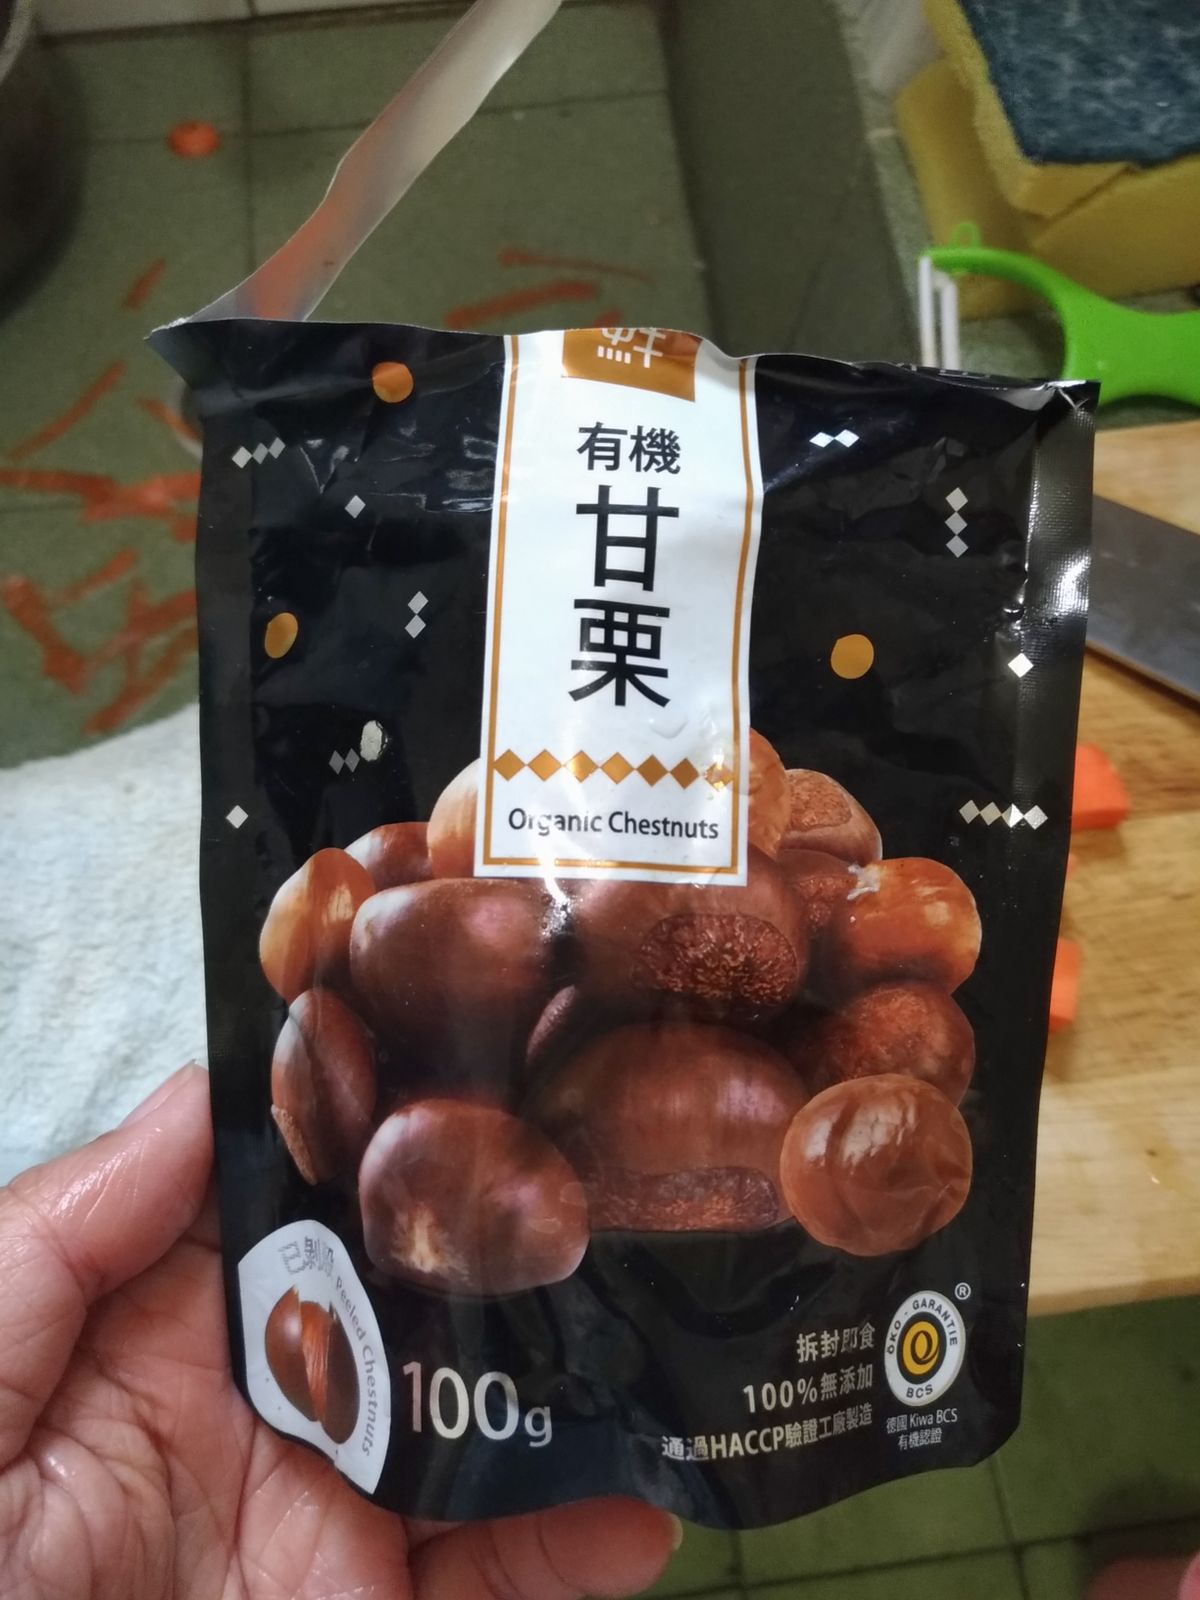 有機
甘栗
Organic Chestnuts
已剝殼 Peeled Chestnuts
100g
拆封即食
100%無添加
通過HACCP驗證工廠製造
ÖKO - GARANTIE
BCS
®
德國 Kiwa BCS
有機認證